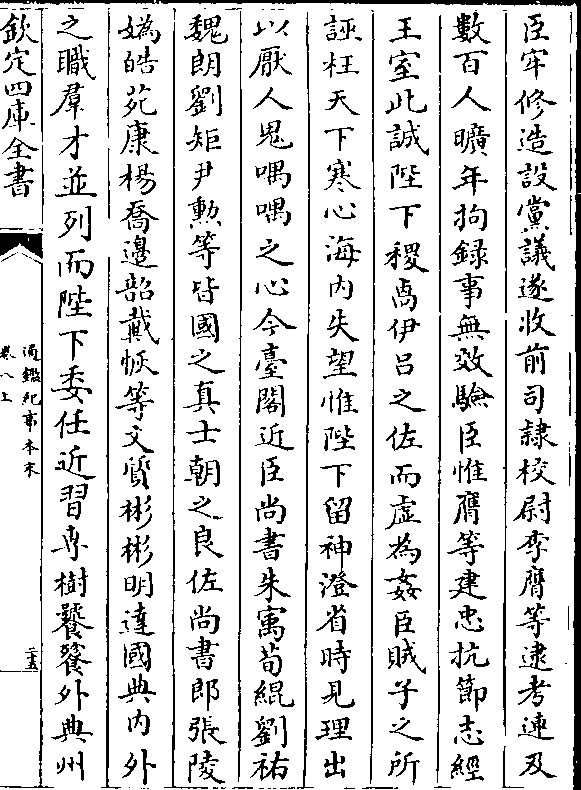 臣牢修造設黨議遂收前司隸校尉李膺等逮考連及
數百人曠年拘錄事無效驗臣惟膺等建忠抗節志經
王室此誠陛下稷卨伊吕之佐而虚為姦臣賊子之所
誣枉天下寒心海内失望惟陛下留神澄省時見理出
以厭人鬼喁喁之心今臺閣近臣尚書朱㝢荀緄劉祐
魏朗劉矩尹勲等皆國之真士朝之良佐尚書郎張陵
媯皓苑康楊喬邊韶戴恢等文質彬彬明達國典内外
之職羣才並列而陛下委任近習専樹饕餮外典州
欽定四庫全書
通鑑紀事本末
卷八上
二十五